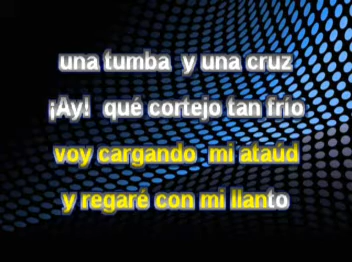 una tumba y una cruz
¡Ay! qué cortejo tan frío
voy cargando mi ataúd
y regaré con mi llanto